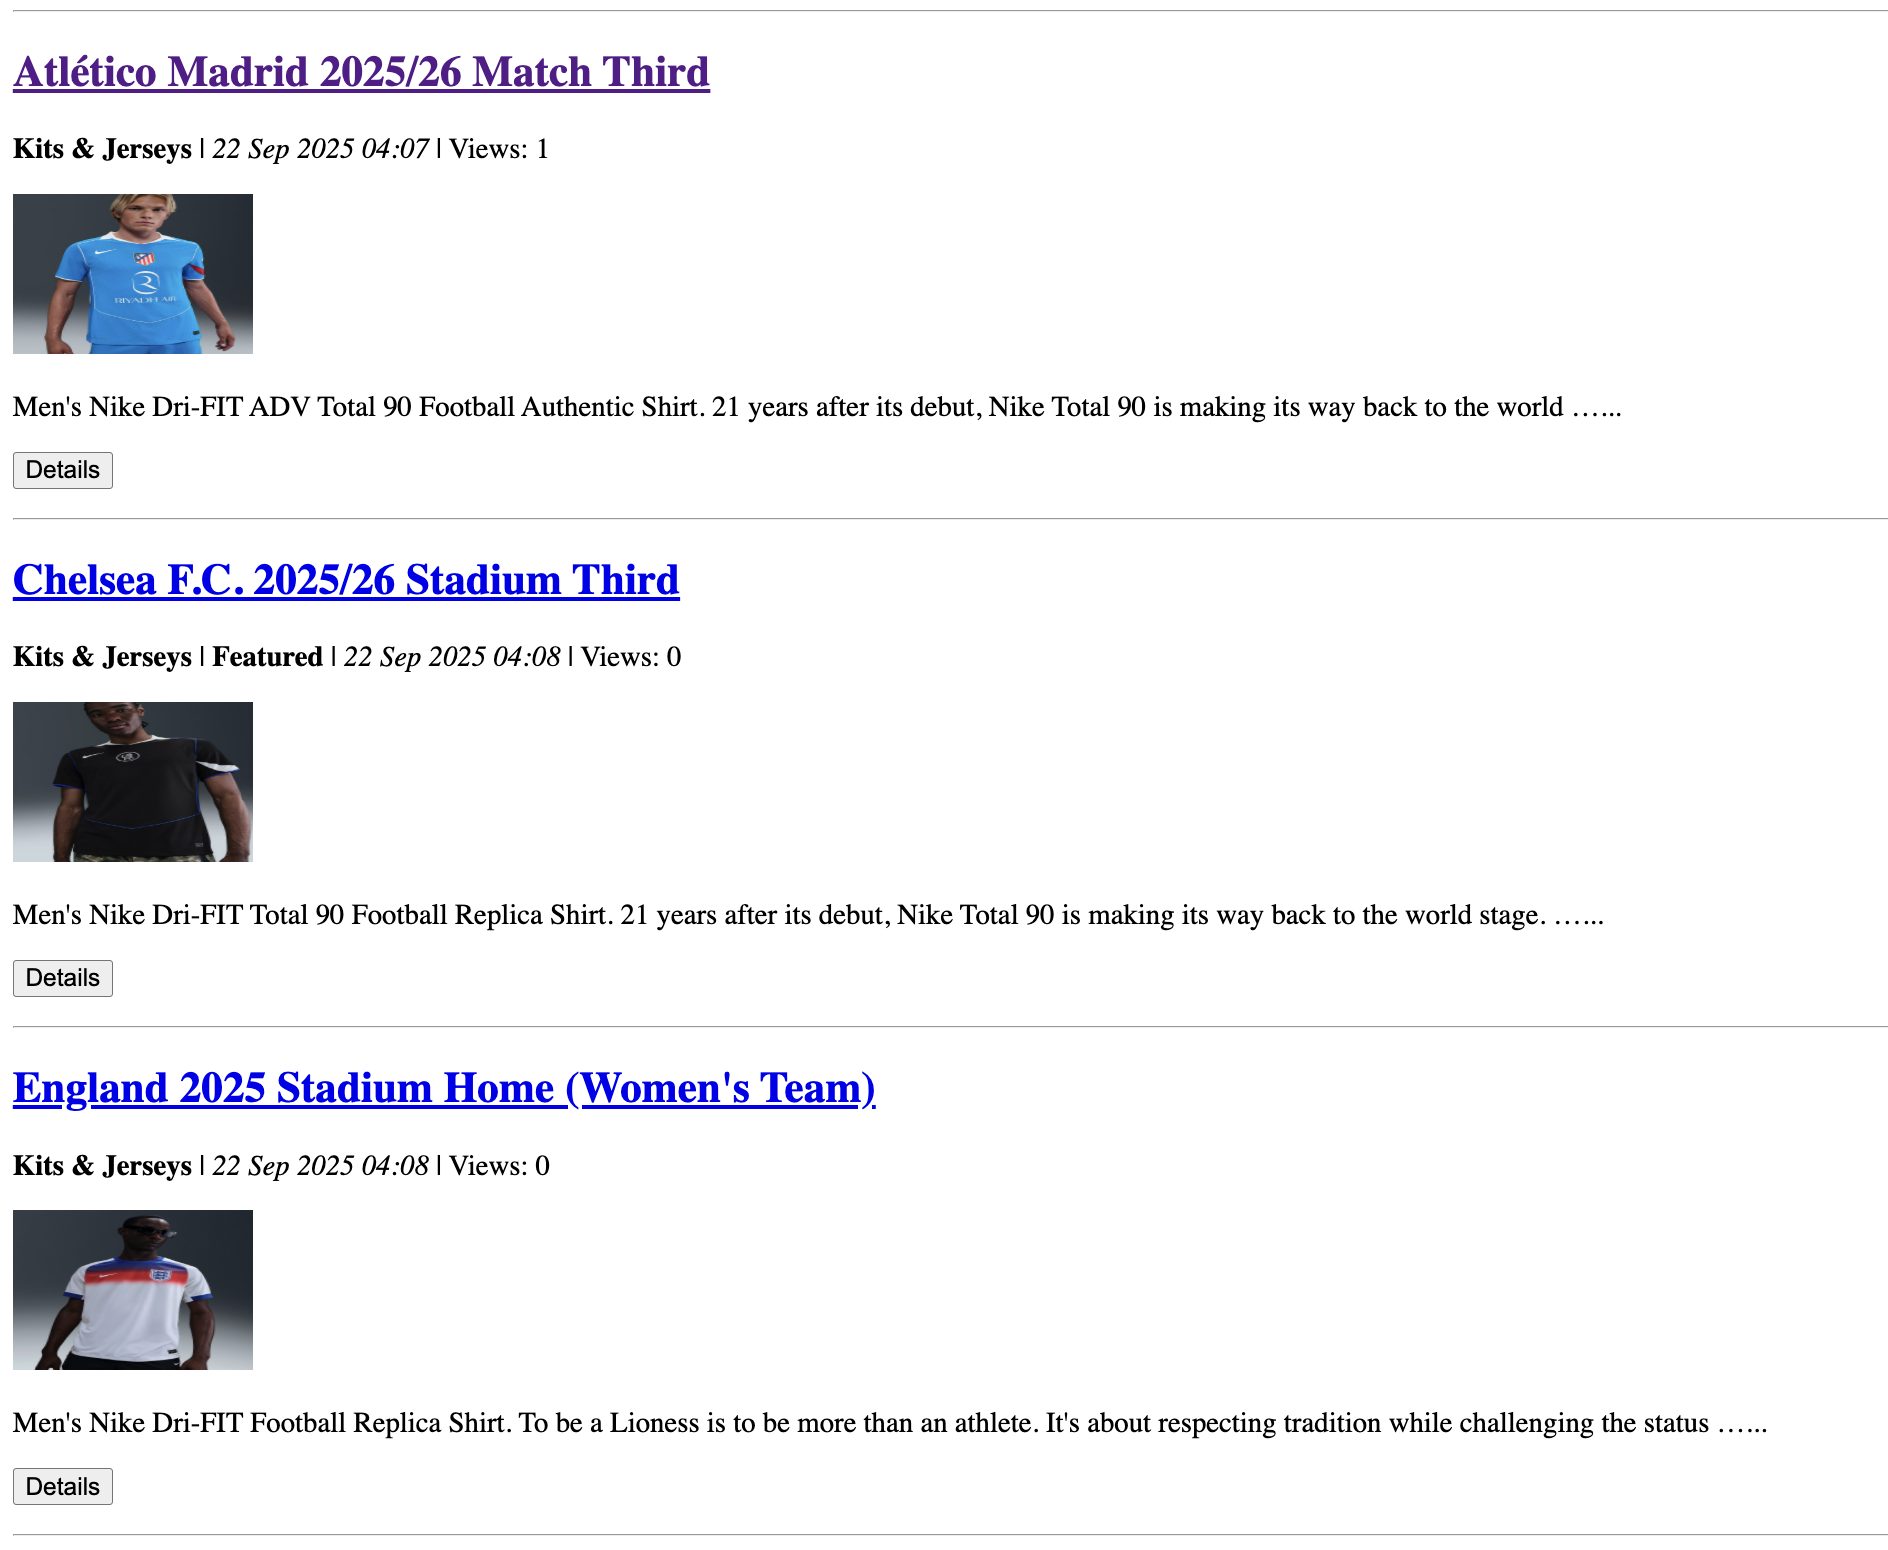 Atlético Madrid 2025/26 Match Third
Kits & Jerseys | 22 Sep 2025 04:07 | Views: 1
RIYADH AIR
Men's Nike Dri-FIT ADV Total 90 Football Authentic Shirt. 21 years after its debut, Nike Total 90 is making its way back to the world …...
Details
Chelsea F.C. 2025/26 Stadium Third
Kits & Jerseys | Featured | 22 Sep 2025 04:08 | Views: 0
Men's Nike Dri-FIT Total 90 Football Replica Shirt. 21 years after its debut, Nike Total 90 is making its way back to the world stage. …...
Details
England 2025 Stadium Home (Women's Team)
Kits & Jerseys | 22 Sep 2025 04:08 | Views: 0
Men's Nike Dri-FIT Football Replica Shirt. To be a Lioness is to be more than an athlete. It's about respecting tradition while challenging the status …...
Details